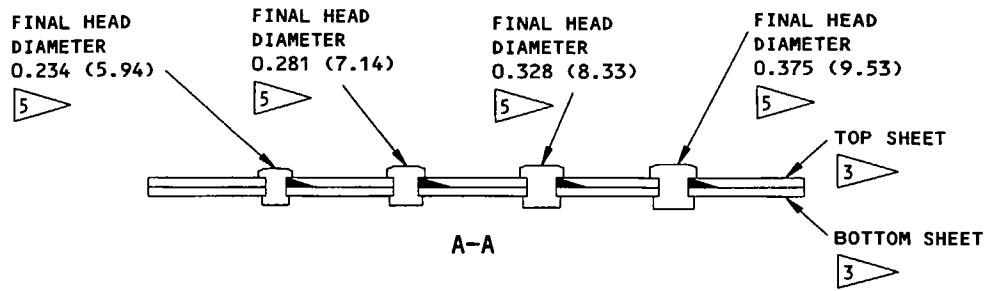 FINAL HEAD
DIAMETER
0.234 (5.94)
5
FINAL HEAD
DIAMETER
0.281 (7.14)
5
FINAL HEAD
DIAMETER
0.328 (8.33)
5
FINAL HEAD
DIAMETER
0.375 (9.53)
5
TOP SHEET
3
BOTTOM SHEET
3
A-A